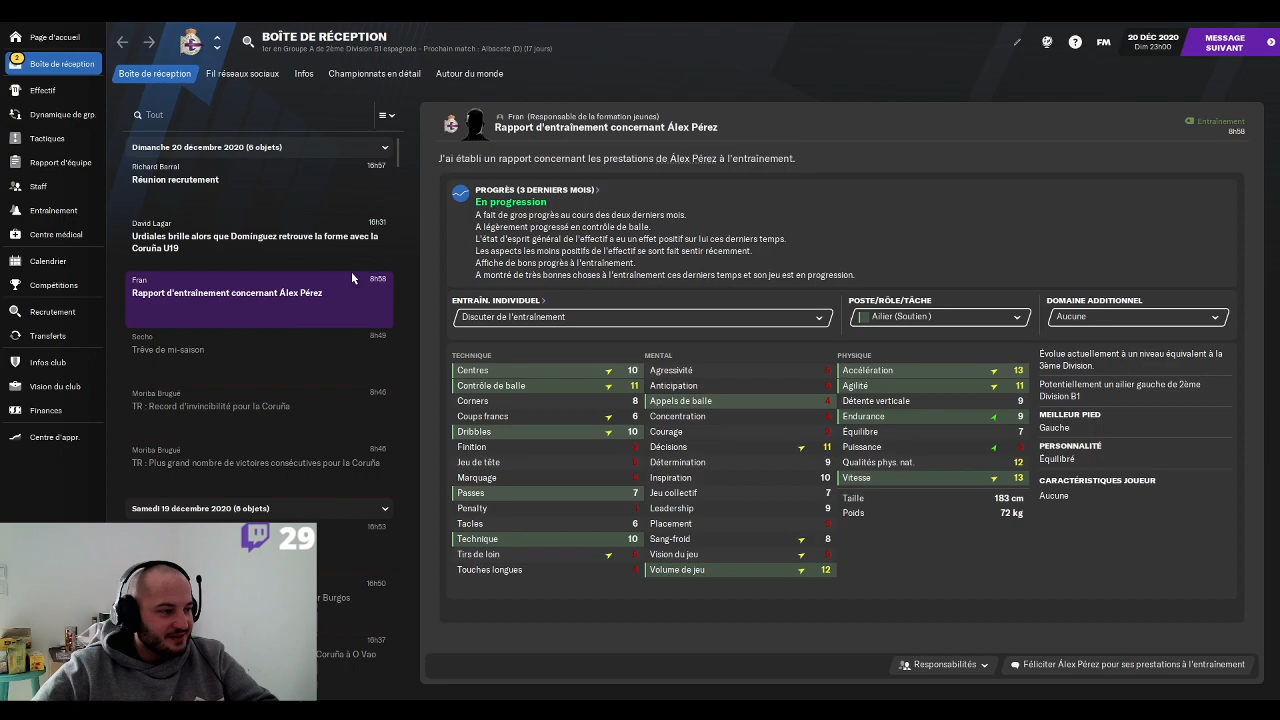 Page d'accueil
2
Boîte de réception
Effectif
Dynamique de grp.
Tactiques
Rapport d'équipe
Staff
Entraînement
Centre médical
Calendrier
Compétitions
Recrutement
Transferts
Infos club
Vision du club
Finances
Centre d'appr.
BOÎTE DE RÉCEPTION
1er en Groupe A de 2ème Division B1 espagnole - Prochain match : Albacete (D) (17 jours)
FM
20 DÉC 2020
Dim 23h00
MESSAGE
SUIVANT
Boîte de réception
Fil réseaux sociaux
Infos
Championnats en détail
Autour du monde
Tout
Dimanche 20 décembre 2020 (6 objets)
Richard Barral 16h57
Réunion recrutement
David Lagar 16h31
Urdiales brille alors que Domínguez retrouve la forme avec la
Coruña U19
Fran 8h58
Rapport d'entraînement concernant Álex Pérez
Socho 8h49
Trêve de mi-saison
Moriba Brugué 8h46
TR : Record d'invincibilité pour la Coruña
Moriba Brugué 8h46
TR : Plus grand nombre de victoires consécutives pour la Coruña
Samedi 19 décembre 2020 (6 objets)
16h53
16h50
r Burgos
16h37
Coruña à O Vao
29
Fran (Responsable de la formation jeunes)
Rapport d'entraînement concernant Álex Pérez
Entraînement
8h58
J'ai établi un rapport concernant les prestations de Álex Pérez à l'entraînement.
PROGRÈS (3 DERNIERS MOIS)
En progression
A fait de gros progrès au cours des deux derniers mois.
A légèrement progressé en contrôle de balle.
L'état d'esprit général de l'effectif a eu un effet positif sur lui ces derniers temps.
Les aspects les moins positifs de l'effectif se sont fait sentir récemment.
Affiche de bons progrès à l'entraînement.
A montré de très bonnes choses à l'entraînement ces derniers temps et son jeu est en progression.
ENTRAÎN. INDIVIDUEL
Discuter de l'entraînement
POSTE/RÔLE/TÂCHE
Ailier (Soutien )
DOMAINE ADDITIONNEL
Aucune
TECHNIQUE
Centres 10
Contrôle de balle 11
Corners 8
Coups francs 6
Dribbles 10
Finition
Jeu de tête
Marquage
Passes 7
Penalty
Tacles 6
Technique 10
Tirs de loin
Touches longues
MENTAL
Agressivité
Anticipation
Appels de balle 4
Concentration
Courage
Décisions 11
Détermination 9
Inspiration 10
Jeu collectif 7
Leadership 9
Placement
Sang-froid 8
Vision du jeu
Volume de jeu 12
PHYSIQUE
Accélération 13
Agilité 11
Détente verticale 9
Endurance 9
Équilibre 7
Puissance
Qualités phys. nat. 12
Vitesse 13
Taille 183 cm
Poids 72 kg
Évolue actuellement à un niveau équivalent à la
3ème Division.
Potentiellement un ailier gauche de 2ème
Division B1
MEILLEUR PIED
Gauche
PERSONNALITÉ
Équilibré
CARACTÉRISTIQUES JOUEUR
Aucune
Responsabilités
Féliciter Álex Pérez pour ses prestations à l'entraînement